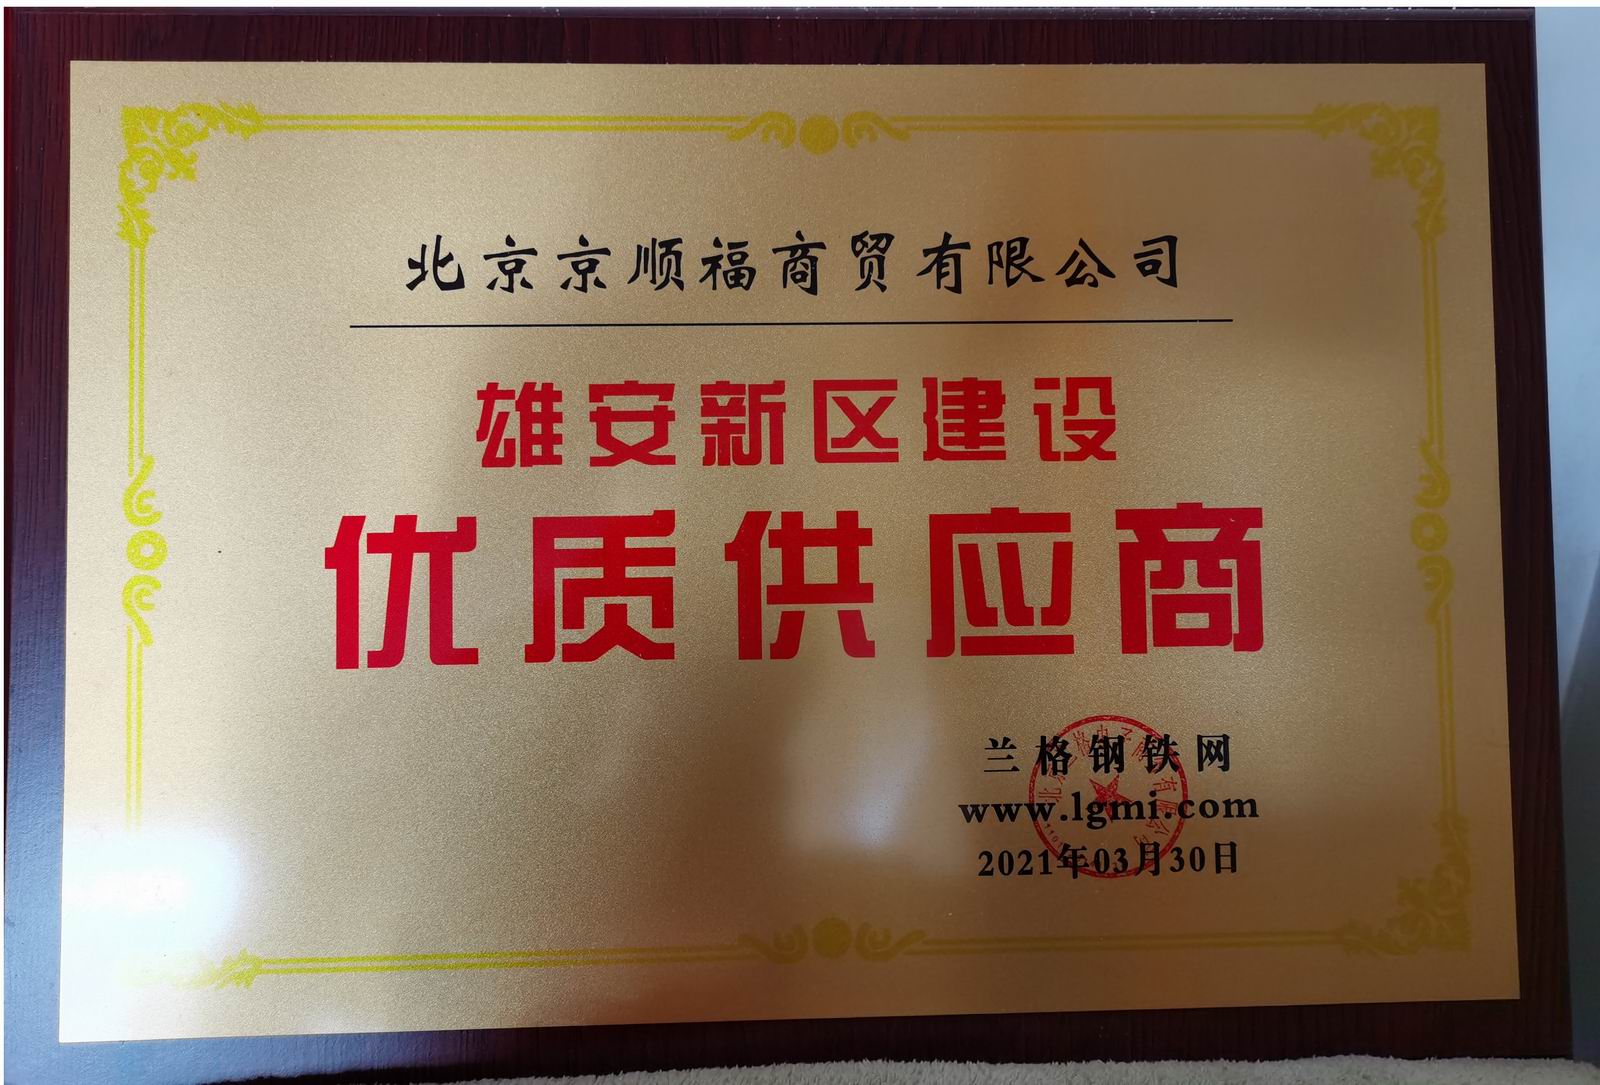 北京京顺福商贸有限公司
雄安新区建设
优质供应商
兰格钢铁网
www.lgmi.com
2021年03月30日